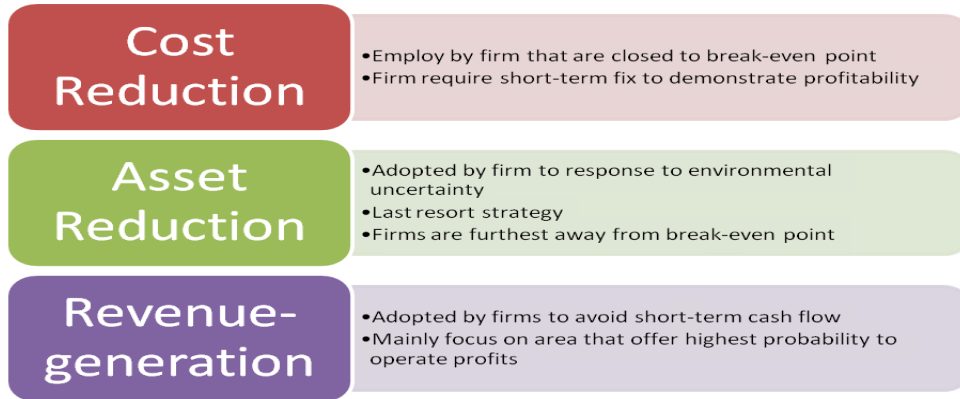 Cost
Reduction
•Employ by firm that are closed to break-even point
•Firm require short-term fix to demonstrate profitability
Asset
Reduction
•Adopted by firm to response to environmental
uncertainty
•Last resort strategy
•Firms are furthest away from break-even point
Revenue-
generation
•Adopted by firms to avoid short-term cash flow
•Mainly focus on area that offer highest probability to
operate profits